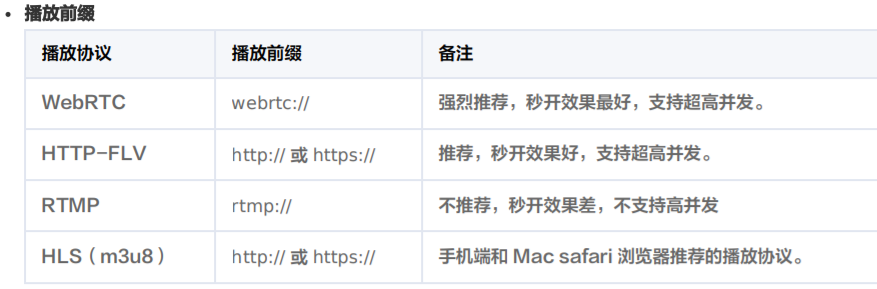 • 播放前缀
播放协议 播放前缀 备注
WebRTC webrtc:// 强烈推荐，秒开效果最好，支持超高并发。
HTTP-FLV http:// 或 https:// 推荐，秒开效果好，支持超高并发。
RTMP rtmp:// 不推荐，秒开效果差，不支持高并发
HLS（m3u8） http:// 或 https:// 手机端和 Mac safari 浏览器推荐的播放协议。